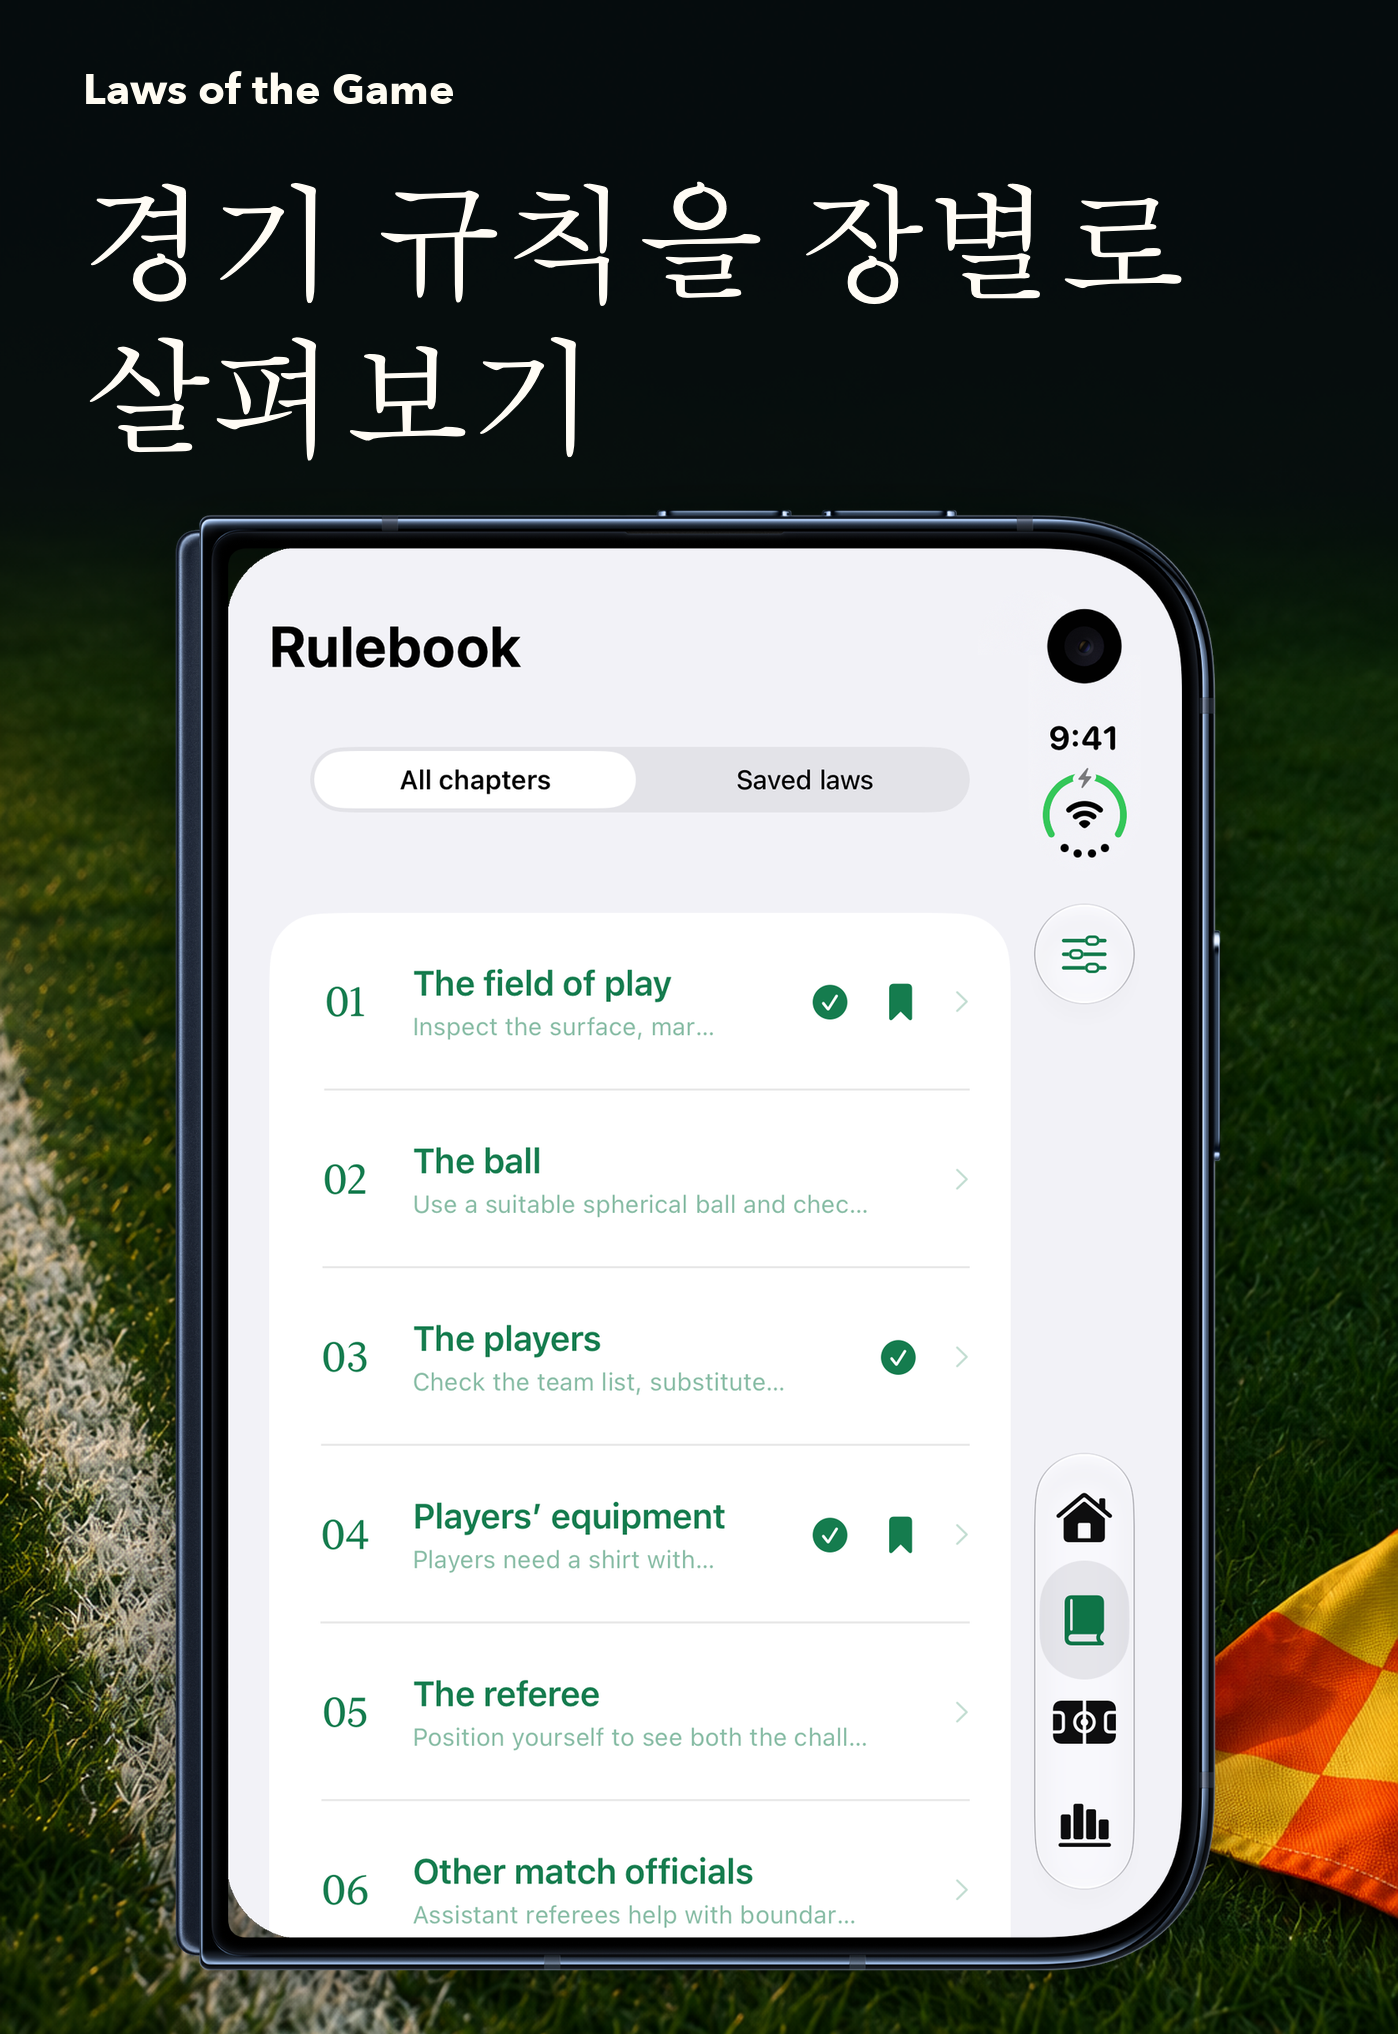 Laws of the Game
경기 규칙을 장별로
살펴보기
Rulebook
9:41
All chapters
Saved laws
01
The field of play
Inspect the surface, mar...
02
The ball
Use a suitable spherical ball and chec...
03
The players
Check the team list, substitute...
04
Players’ equipment
Players need a shirt with...
05
The referee
Position yourself to see both the chall...
06
Other match officials
Assistant referees help with boundar...